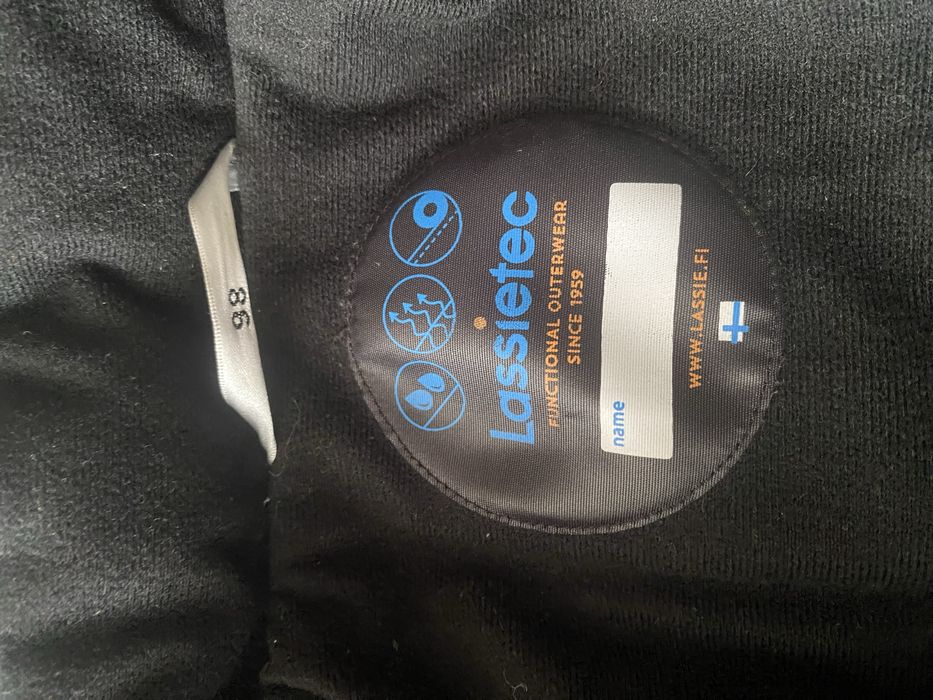 98
Lassietec
FUNCTIONAL OUTERWEAR
SINCE 1959
name
WWW.LASSIE.FI